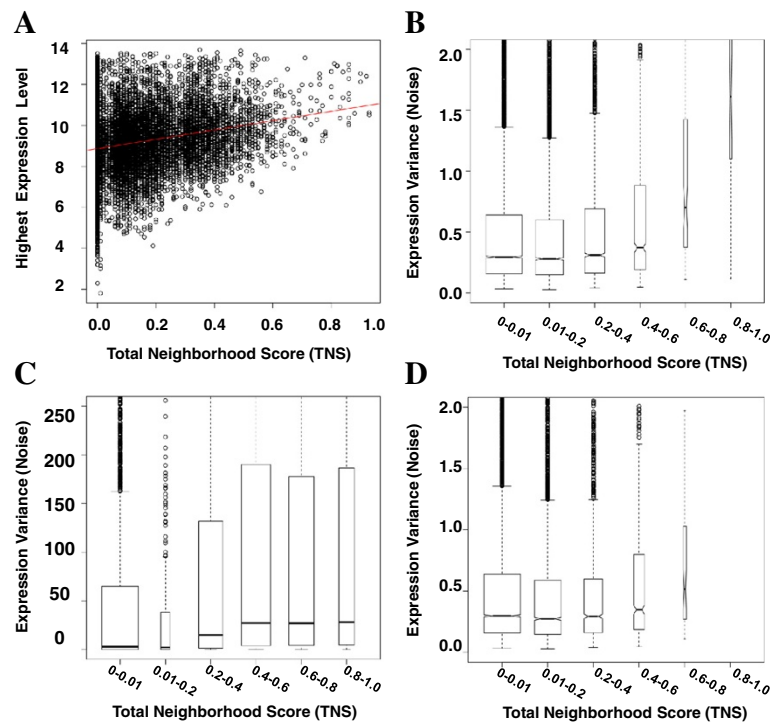 A
Highest Expression Level
14
12
10
8
6
4
2
0.0 0.2 0.4 0.6 0.8 1.0
Total Neighborhood Score (TNS)
B
Expression Variance (Noise)
2.0
1.5
1.0
0.5
0.0
0-0.01 0.01-0.2 0.2-0.4 0.4-0.6 0.6-0.8 0.8-1.0
Total Neighborhood Score (TNS)
C
Expression Variance (Noise)
250
200
150
100
50
0
0-0.01 0.01-0.2 0.2-0.4 0.4-0.6 0.6-0.8 0.8-1.0
Total Neighborhood Score (TNS)
D
Expression Variance (Noise)
2.0
1.5
1.0
0.5
0.0
0-0.01 0.01-0.2 0.2-0.4 0.4-0.6 0.6-0.8 0.8-1.0
Total Neighborhood Score (TNS)